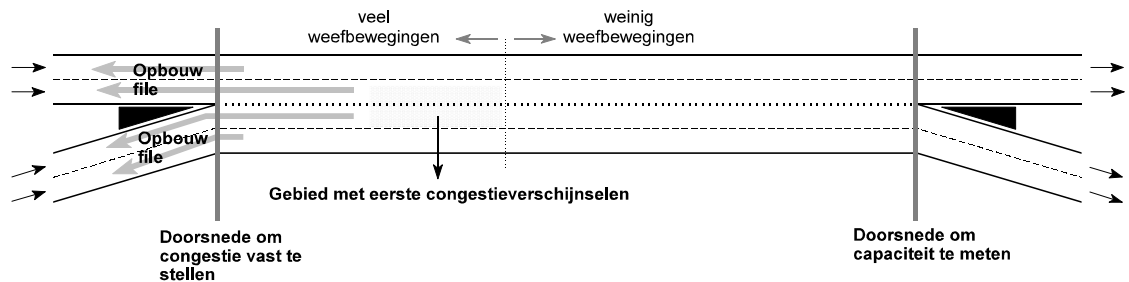 veel
weefbewegingen
weinig
weefbewegingen
Opbouw
file
Opbouw
file
Gebied met eerste congestieverschijnselen
Doorsnede om
congestie vast te
stellen
Doorsnede om
capaciteit te meten